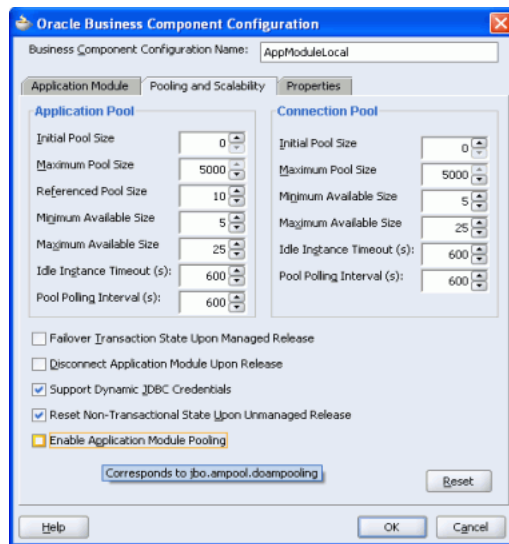 Oracle Business Component Configuration
Business Component Configuration Name: AppModuleLocal
Application Module Pooling and Scalability Properties
Application Pool
Initial Pool Size 0
Maximum Pool Size 5000
Referenced Pool Size 10
Minimum Available Size 5
Maximum Available Size 25
Idle Instance Timeout (s): 600
Pool Polling Interval (s): 600
Connection Pool
Initial Pool Size 0
Maximum Pool Size 5000
Minimum Available Size 5
Maximum Available Size 25
Idle Instance Timeout (s): 600
Pool Polling Interval (s): 600
Failover Transaction State Upon Managed Release
Disconnect Application Module Upon Release
Support Dynamic JDBC Credentials
Reset Non-Transactional State Upon Unmanaged Release
Enable Application Module Pooling
Corresponds to jbo.ampool.doampooling
Reset
Help OK Cancel